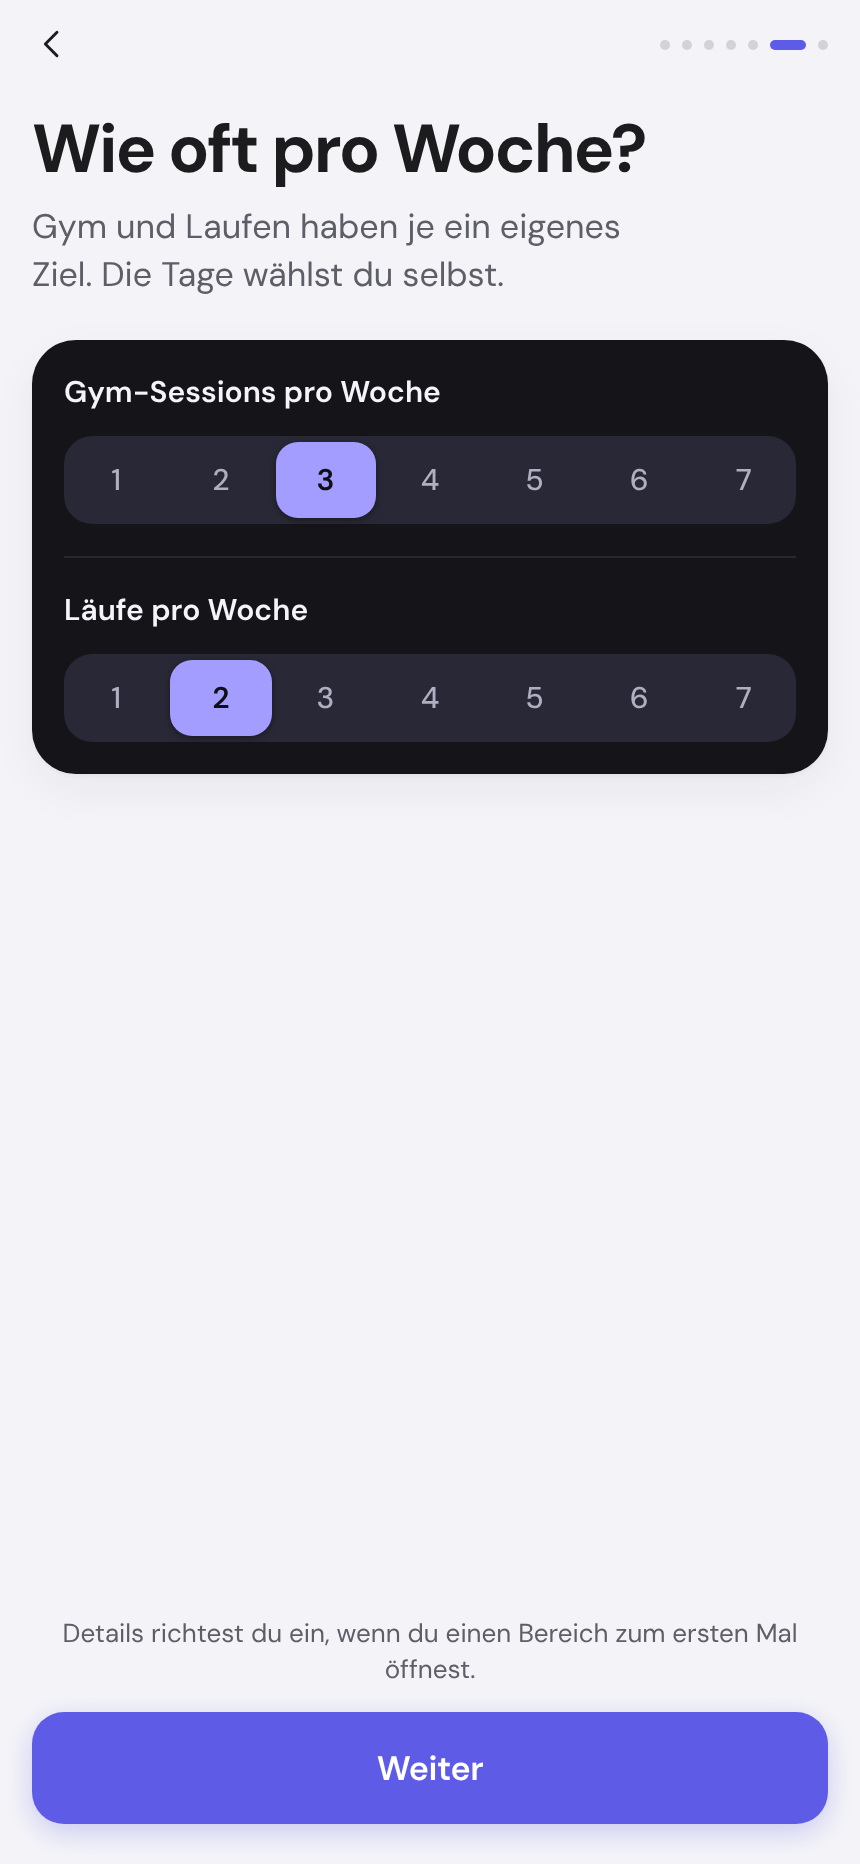 Wie oft pro Woche?
Gym und Laufen haben je ein eigenes
Ziel. Die Tage wählst du selbst.
Gym-Sessions pro Woche
1 2 3 4 5 6 7
Läufe pro Woche
1 2 3 4 5 6 7
Details richtest du ein, wenn du einen Bereich zum ersten Mal
öffnest.
Weiter